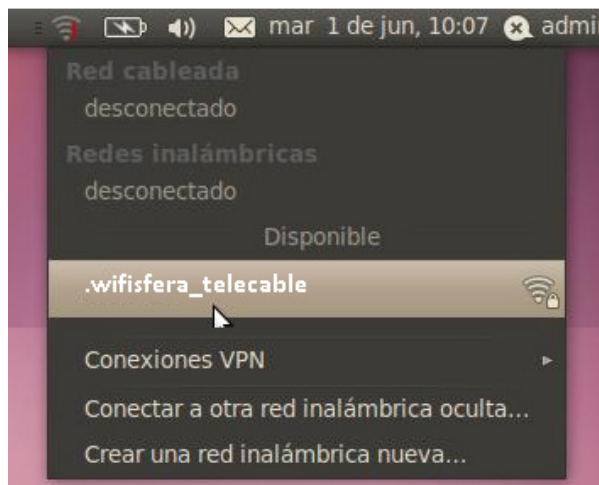 mar 1 de jun, 10:07 admi
Red cableada
desconectado
Redes inalámbricas
desconectado
Disponible
.wifisfera_telecable
Conexiones VPN
Conectar a otra red inalámbrica oculta...
Crear una red inalámbrica nueva...